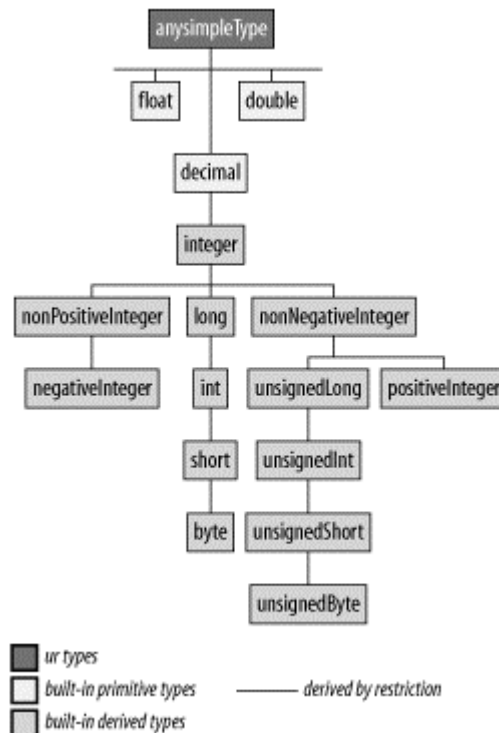 anysimpleType
float
double
decimal
integer
nonPositiveInteger
long
nonNegativeInteger
negativeInteger
int
unsignedLong
positiveInteger
short
unsignedInt
byte
unsignedShort
unsignedByte
ur types
built-in primitive types
derived by restriction
built-in derived types